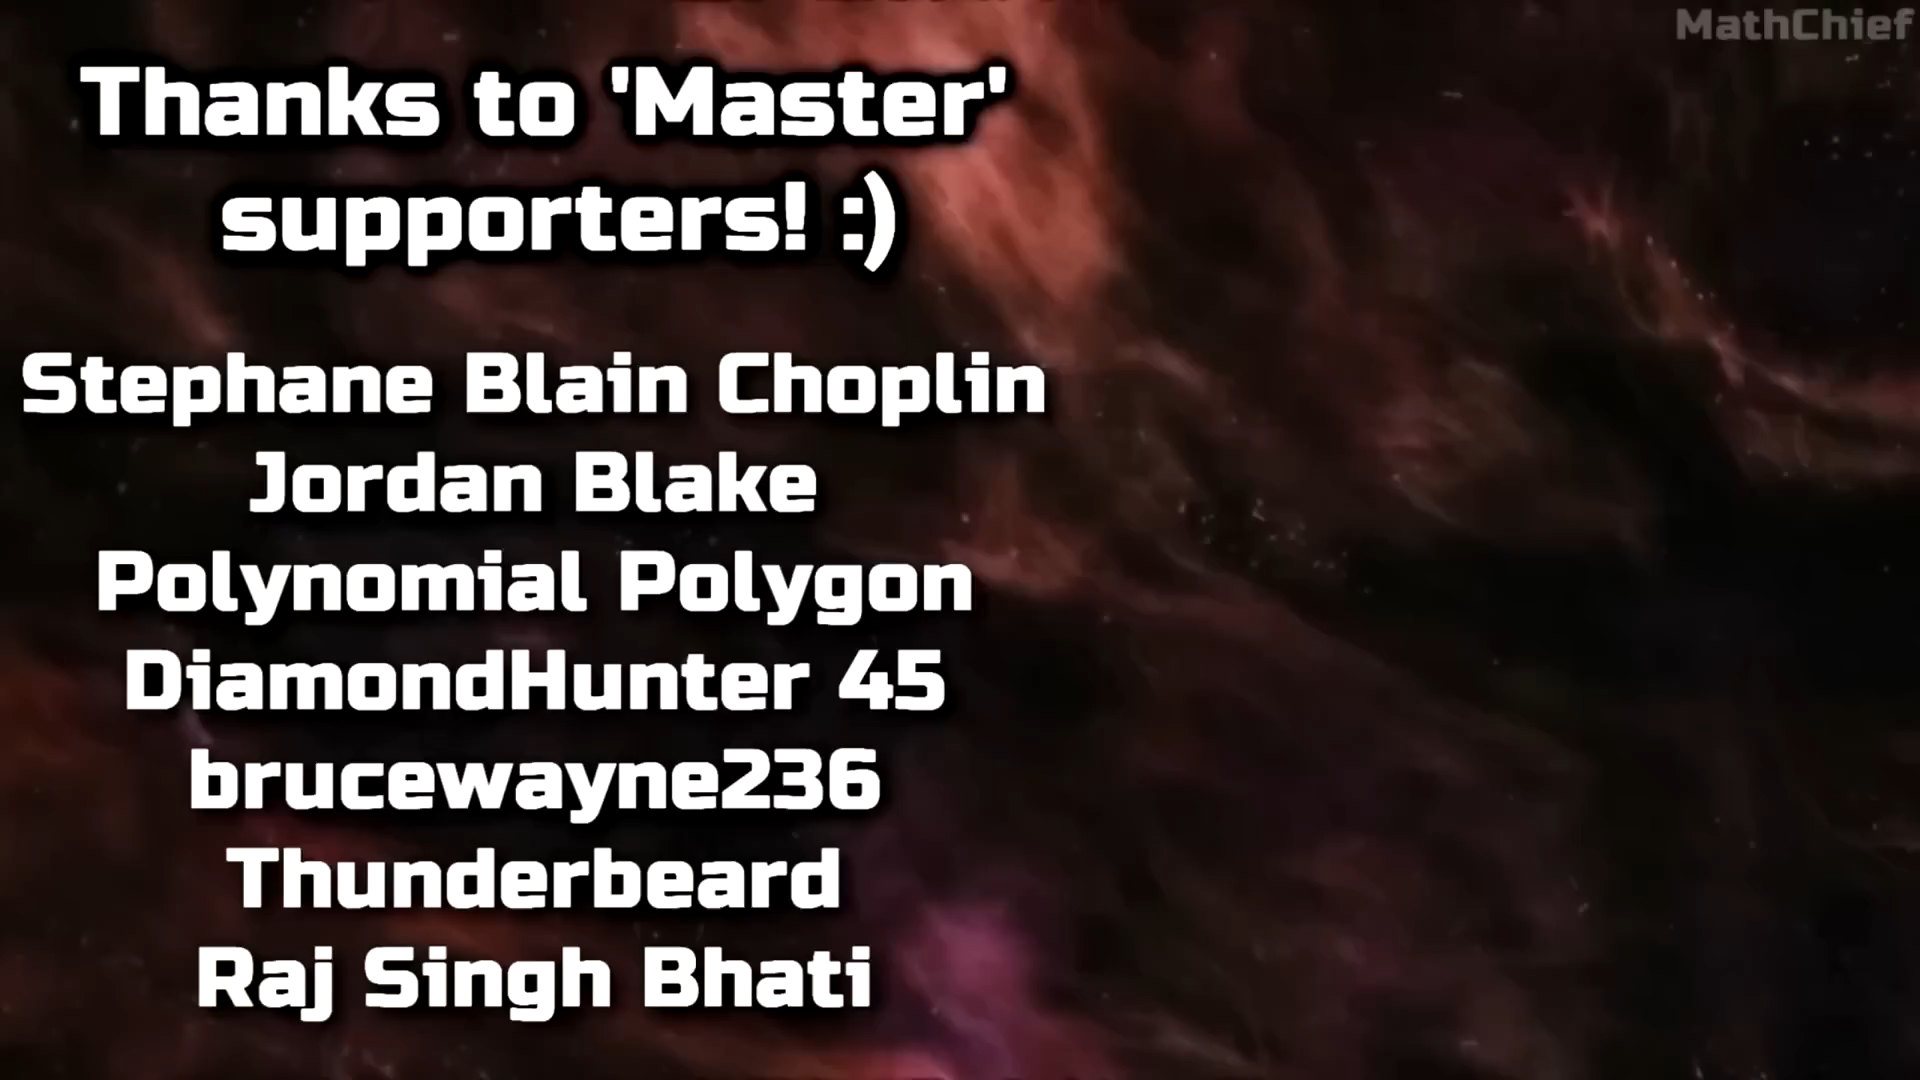 MathChief
Thanks to 'Master'
supporters! :)
Stephane Blain Choplin
Jordan Blake
Polynomial Polygon
DiamondHunter 45
brucewayne236
Thunderbeard
Raj Singh Bhati